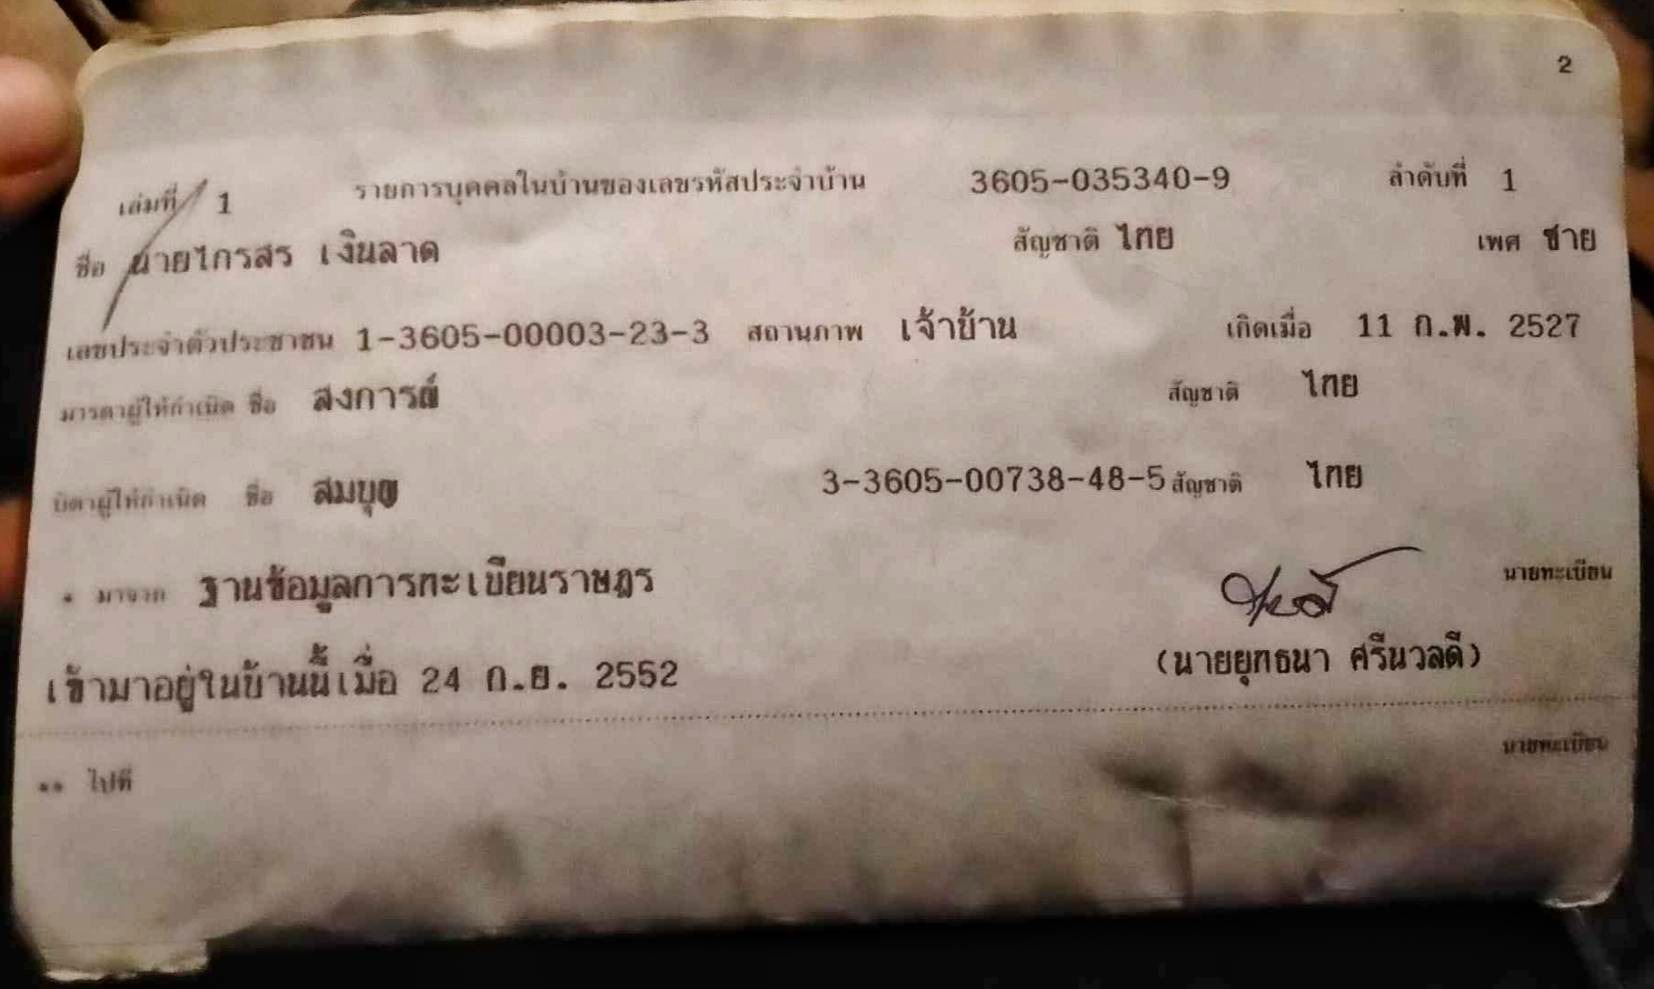 2
เล่มที่ 1 รายการบุคคลในบ้านของเลขรหัสประจำบ้าน 3605-035340-9 ลำดับที่ 1
ชื่อ นายไกรสร เงินลาด สัญชาติ ไทย เพศ ชาย
เลขประจำตัวประชาชน 1-3605-00003-23-3 สถานภาพ เจ้าบ้าน เกิดเมื่อ 11 ก.พ. 2527
มารดาผู้ให้กำเนิด ชื่อ สงการณ์ สัญชาติ ไทย
บิดาผู้ให้กำเนิด ชื่อ สมบุญ 3-3605-00738-48-5 สัญชาติ ไทย
* มาจาก ฐานข้อมูลการทะเบียนราษฎร นายทะเบียน
เข้ามาอยู่ในบ้านนี้เมื่อ 24 ก.ย. 2552 (นายยุทธนา ศรีนวลดี)
นายทะเบียน
** ไปที่